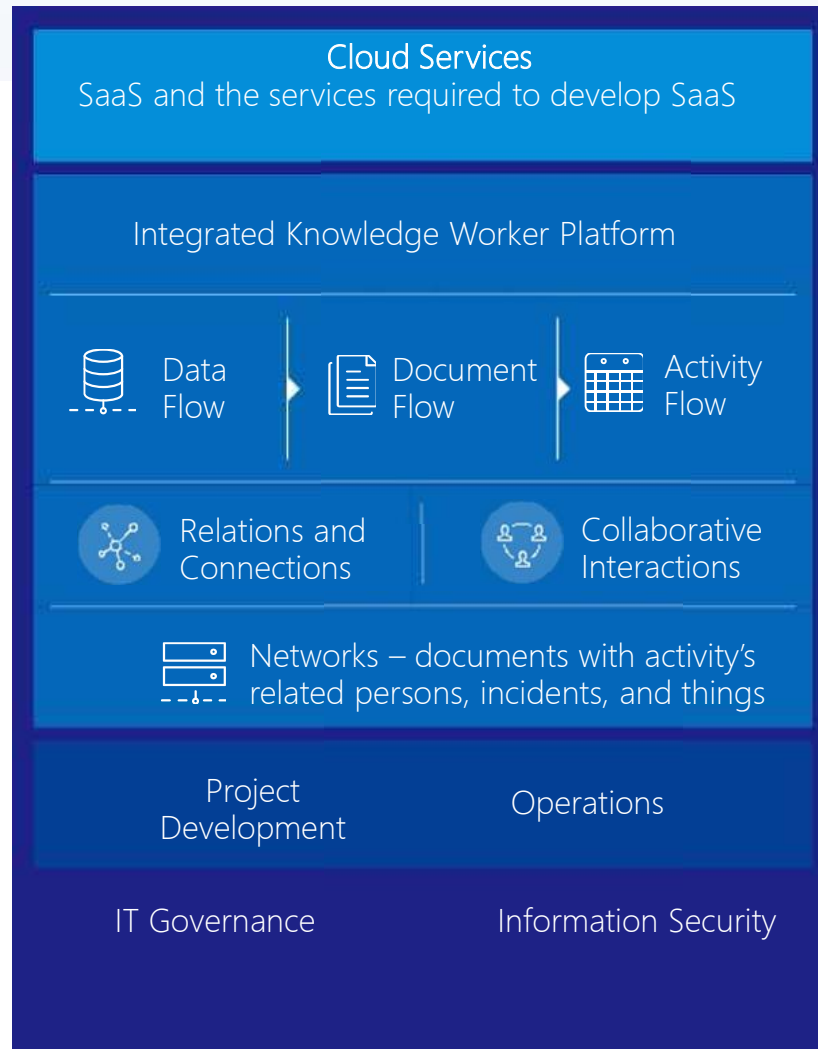 Cloud Services
SaaS and the services required to develop SaaS
Integrated Knowledge Worker Platform
Data
Flow
Document
Flow
Activity
Flow
Relations and
Connections
Collaborative
Interactions
Networks – documents with activity's
related persons, incidents, and things
Project
Development
Operations
IT Governance
Information Security